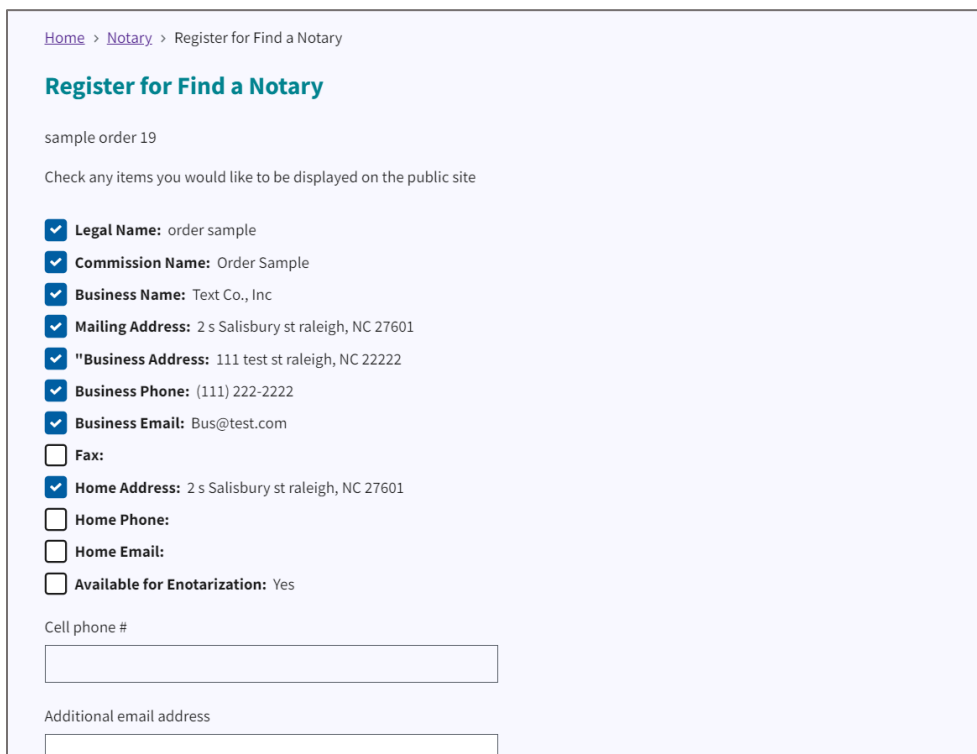 Home > Notary > Register for Find a Notary
Register for Find a Notary
sample order 19
Check any items you would like to be displayed on the public site
Legal Name: order sample
Commission Name: Order Sample
Business Name: Text Co., Inc
Mailing Address: 2 s Salisbury st raleigh, NC 27601
"Business Address: 111 test st raleigh, NC 22222
Business Phone: (111) 222-2222
Business Email: Bus@test.com
Fax:
Home Address: 2 s Salisbury st raleigh, NC 27601
Home Phone:
Home Email:
Available for Enotarization: Yes
Cell phone #
Additional email address